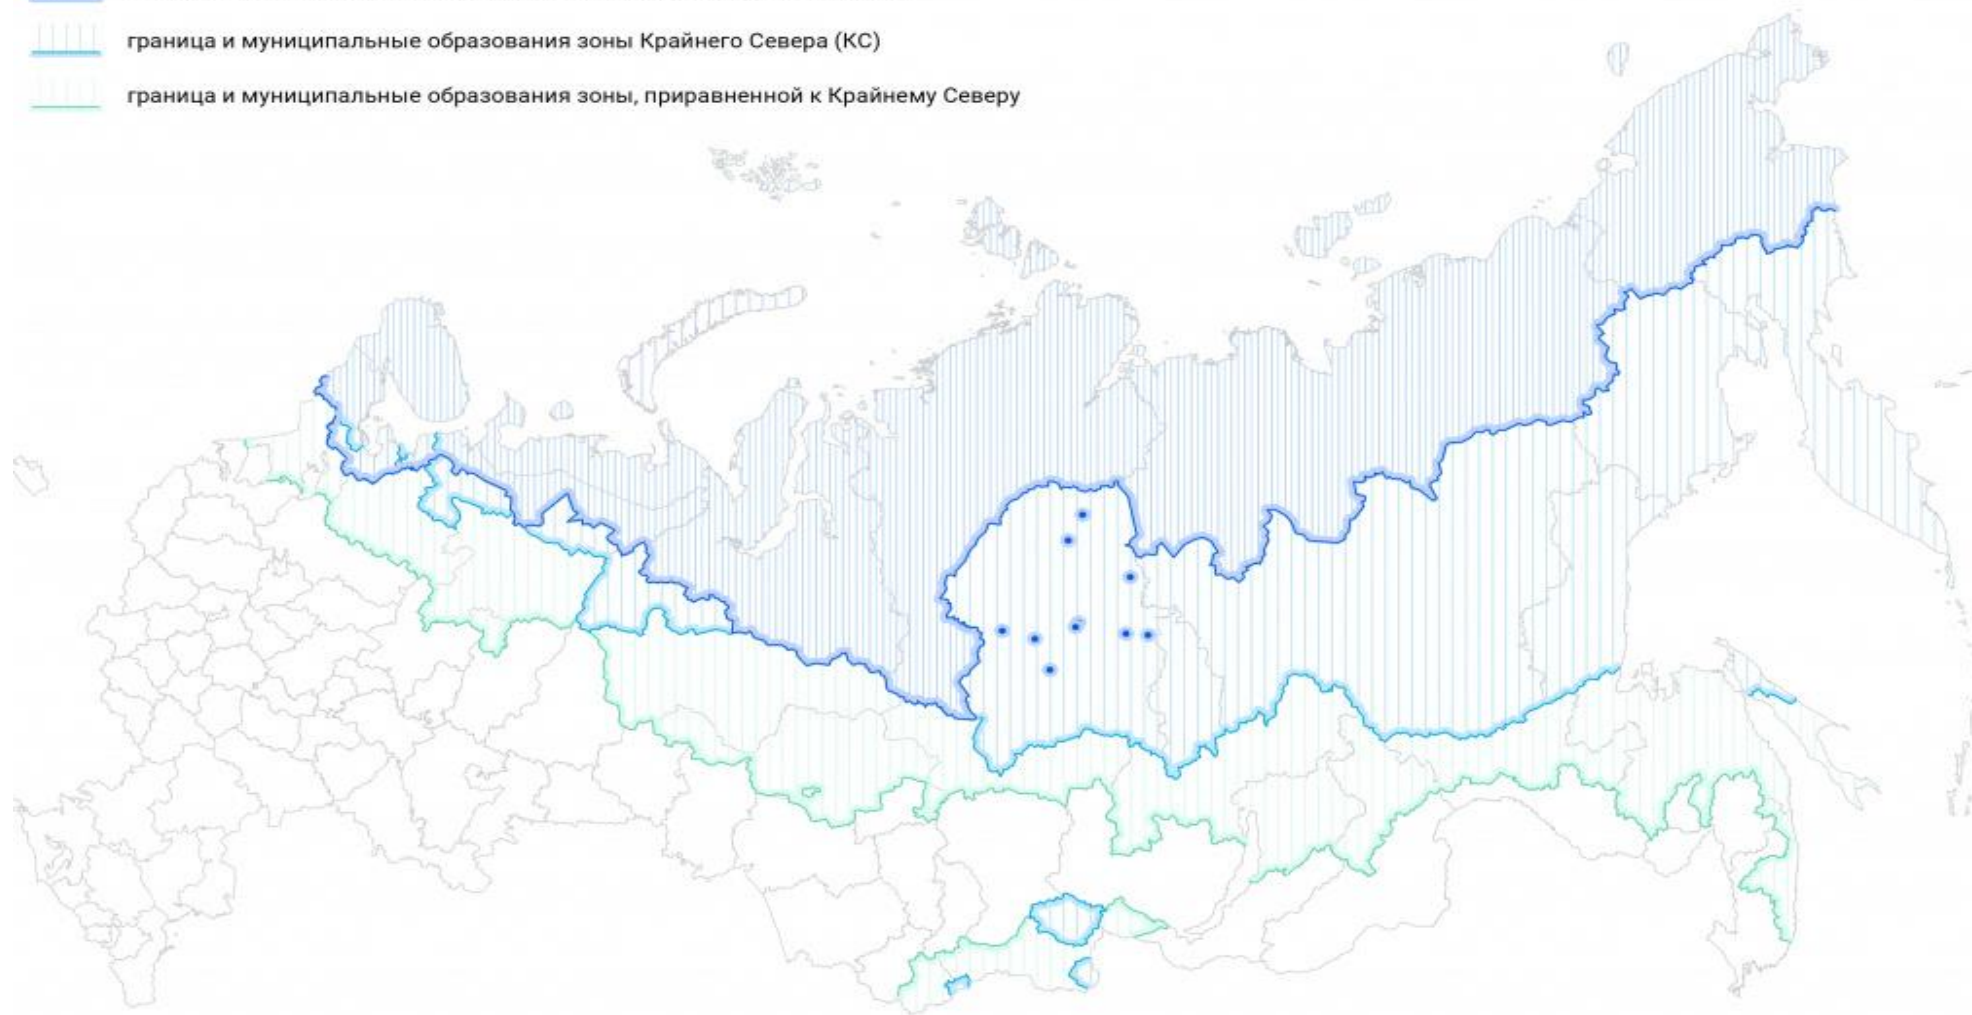 граница и муниципальные образования зоны Крайнего Севера (КС)
граница и муниципальные образования зоны, приравненной к Крайнему Северу